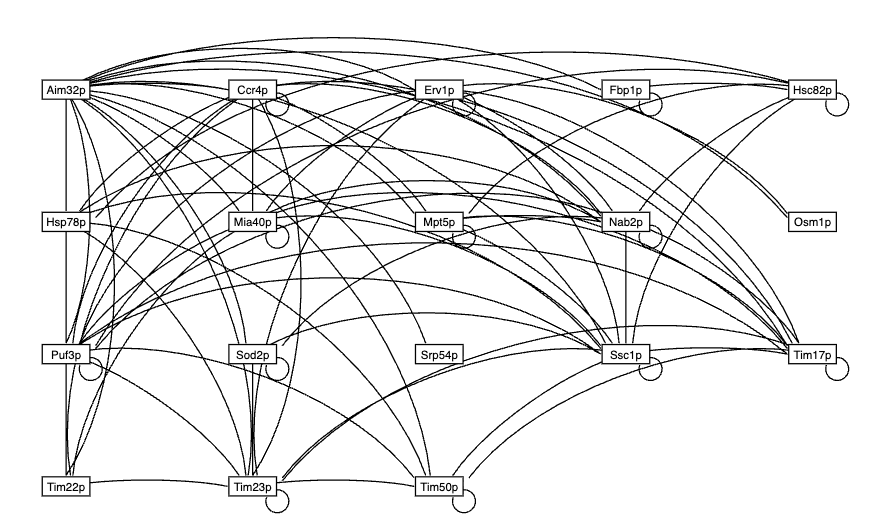 Aim32p Ccr4p Erv1p Fbp1p Hsc82p
Hsp78p Mia40p Mpt5p Nab2p Osm1p
Puf3p Sod2p Srp54p Ssc1p Tim17p
Tim22p Tim23p Tim50p